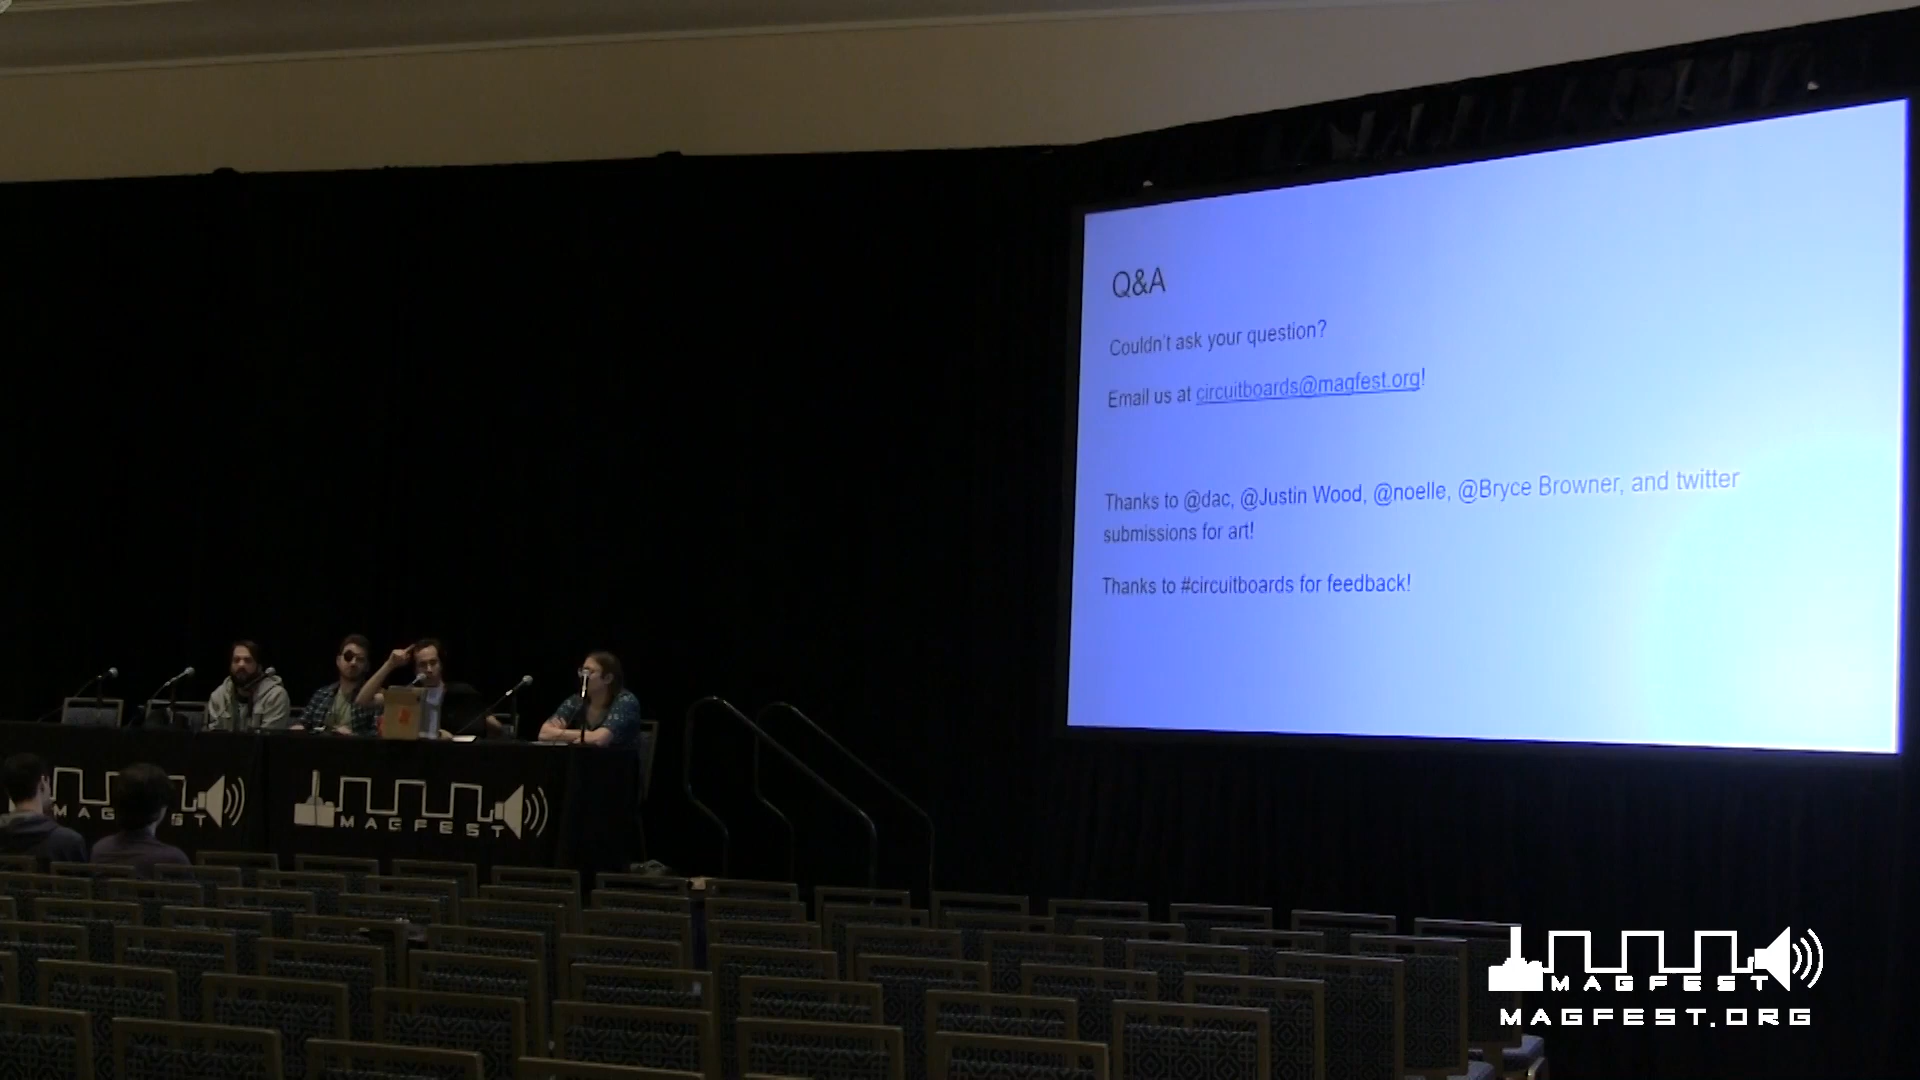 Q&A
Couldn't ask your question?
Email us at circuitboards@magfest.org!
Thanks to @dac, @Justin Wood, @noelle, @Bryce Browner, and twitter
submissions for art!
Thanks to #circuitboards for feedback!
MAGFEST
MAGFEST
MAGFEST
MAGFEST.ORG